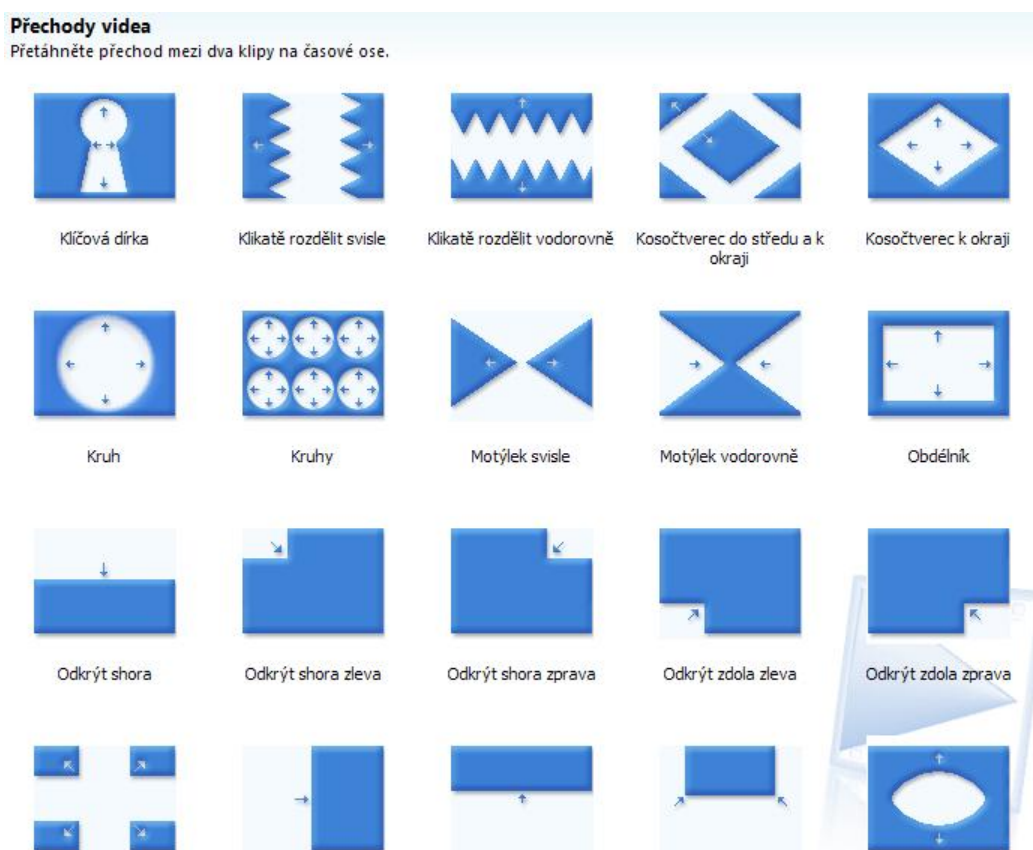 Přechody videa
Přetáhněte přechod mezi dva klipy na časové ose.
Klíčová dírka
Klikatě rozdělit svisle
Klikatě rozdělit vodorovně
Kosočtverec do středu a k
okraji
Kosočtverec k okraji
Kruh
Kruhy
Motýlek svisle
Motýlek vodorovně
Obdélník
Odkrýt shora
Odkrýt shora zleva
Odkrýt shora zprava
Odkrýt zdola zleva
Odkrýt zdola zprava